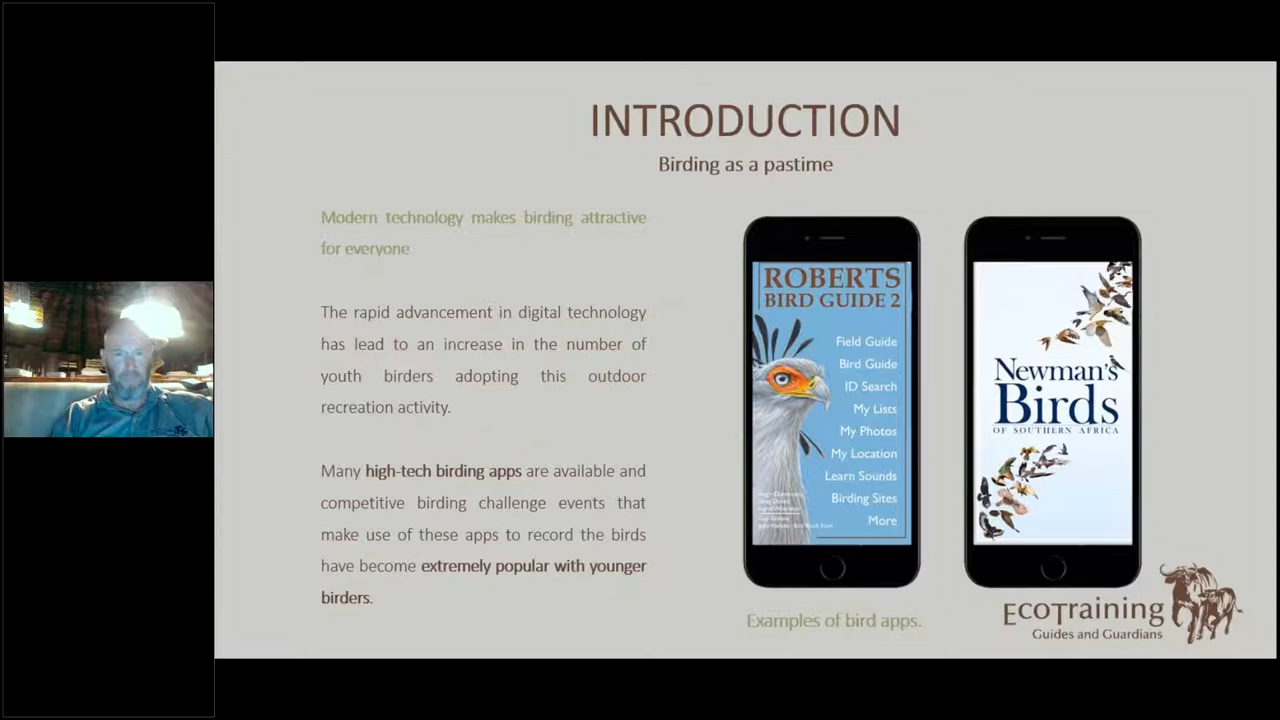 INTRODUCTION
Birding as a pastime
Modern technology makes birding attractive
for everyone
The rapid advancement in digital technology
has lead to an increase in the number of
youth birders adopting this outdoor
recreation activity.
Many high-tech birding apps are available and
competitive birding challenge events that
make use of these apps to record the birds
have become extremely popular with younger
birders.
ROBERTS
BIRD GUIDE 2
Field Guide
Bird Guide
ID Search
My Lists
My Photos
My Location
Learn Sounds
Birding Sites
More
Newman's
Birds
OF SOUTHERN AFRICA
Examples of bird apps.
ECOTraining
Guides and Guardians